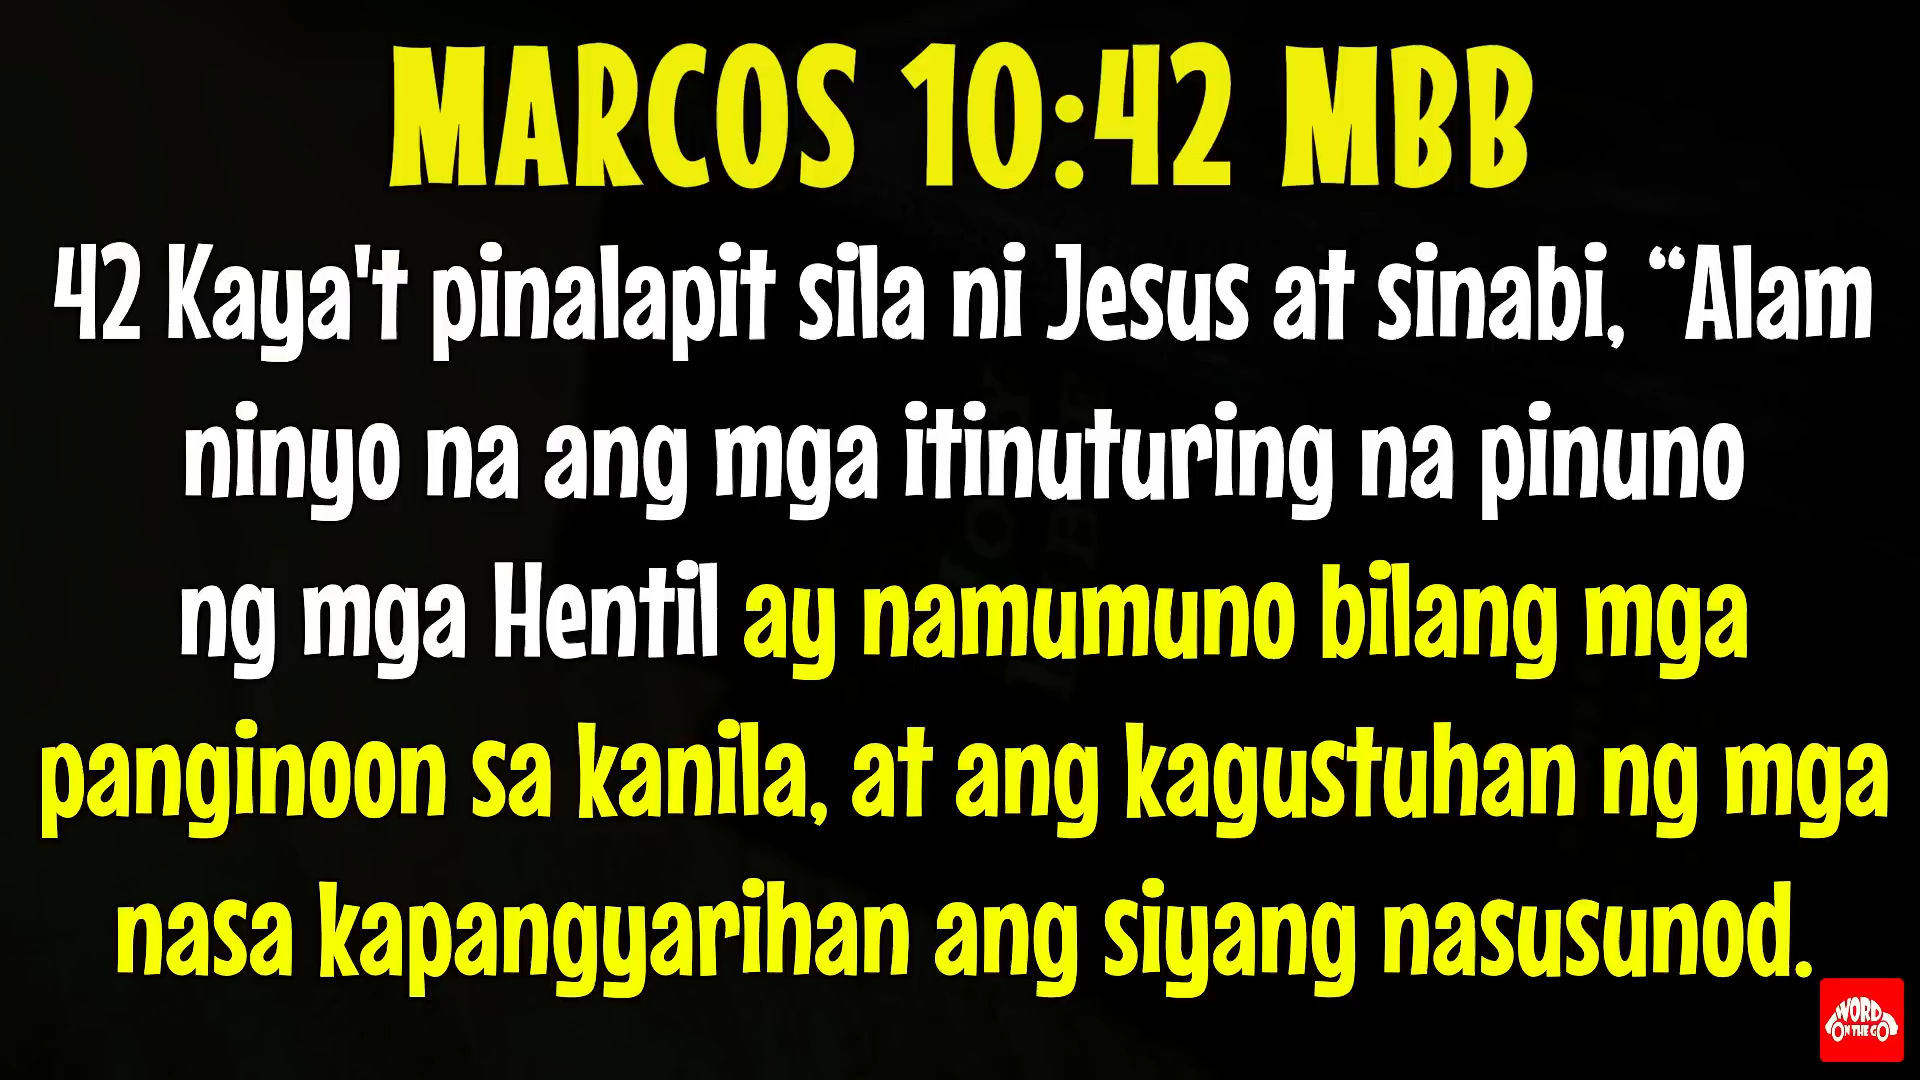 MARCOS 10:42 MBB
42 Kaya't pinalapit sila ni Jesus at sinabi, “Alam
ninyo na ang mga itinuturing na pinuno
ng mga Hentil ay namumuno bilang mga
panginoon sa kanila, at ang kagustuhan ng mga
nasa kapangyarihan ang siyang nasusunod.
WORD
ON THE GO